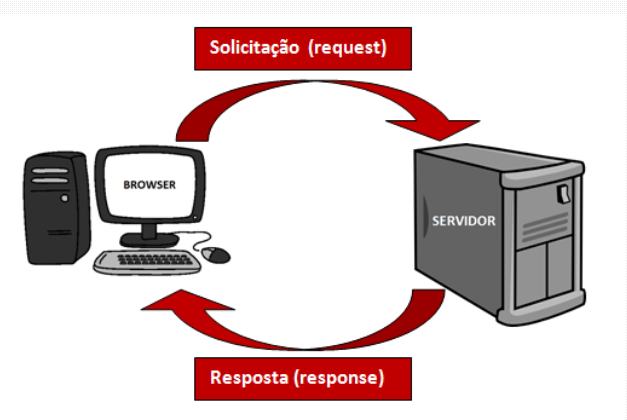 Solicitação (request)
BROWSER
SERVIDOR
Resposta (response)